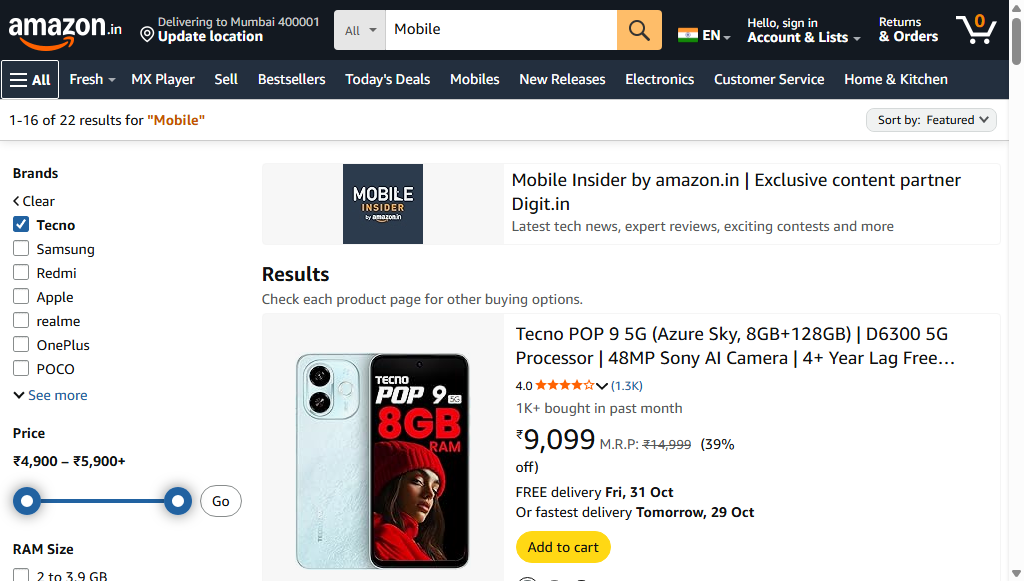 amazon.in
Delivering to Mumbai 400001
Update location
All
Mobile
EN
Hello, sign in
Account & Lists
Returns
& Orders
0
All
Fresh
MX Player
Sell
Bestsellers
Today's Deals
Mobiles
New Releases
Electronics
Customer Service
Home & Kitchen
1-16 of 22 results for "Mobile"
Sort by: Featured
Brands
Clear
Tecno
Samsung
Redmi
Apple
realme
OnePlus
POCO
See more
Price
₹4,900 – ₹5,900+
Go
RAM Size
2 to 3.9 GB
MOBILE
INSIDER
by amazon.in
Mobile Insider by amazon.in | Exclusive content partner
Digit.in
Latest tech news, expert reviews, exciting contests and more
Results
Check each product page for other buying options.
TECNO
POP 9 5G
8GB
RAM
Tecno POP 9 5G (Azure Sky, 8GB+128GB) | D6300 5G
Processor | 48MP Sony AI Camera | 4+ Year Lag Free…
4.0 (1.3K)
1K+ bought in past month
₹9,099 M.R.P: ₹14,999 (39%
off)
FREE delivery Fri, 31 Oct
Or fastest delivery Tomorrow, 29 Oct
Add to cart